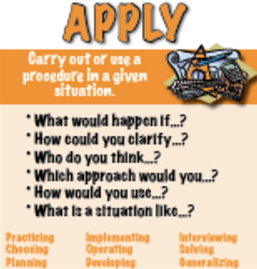 APPLY
Carry out or use a
procedure in a given
situation.
* What would happen if...?
* How could you clarify...?
* Who do you think...?
* Which approach would you...?
* How would you use...?
* What is a situation like...?
Practicing Implementing Interviewing
Choosing Operating Solving
Planning Developing Generalizing